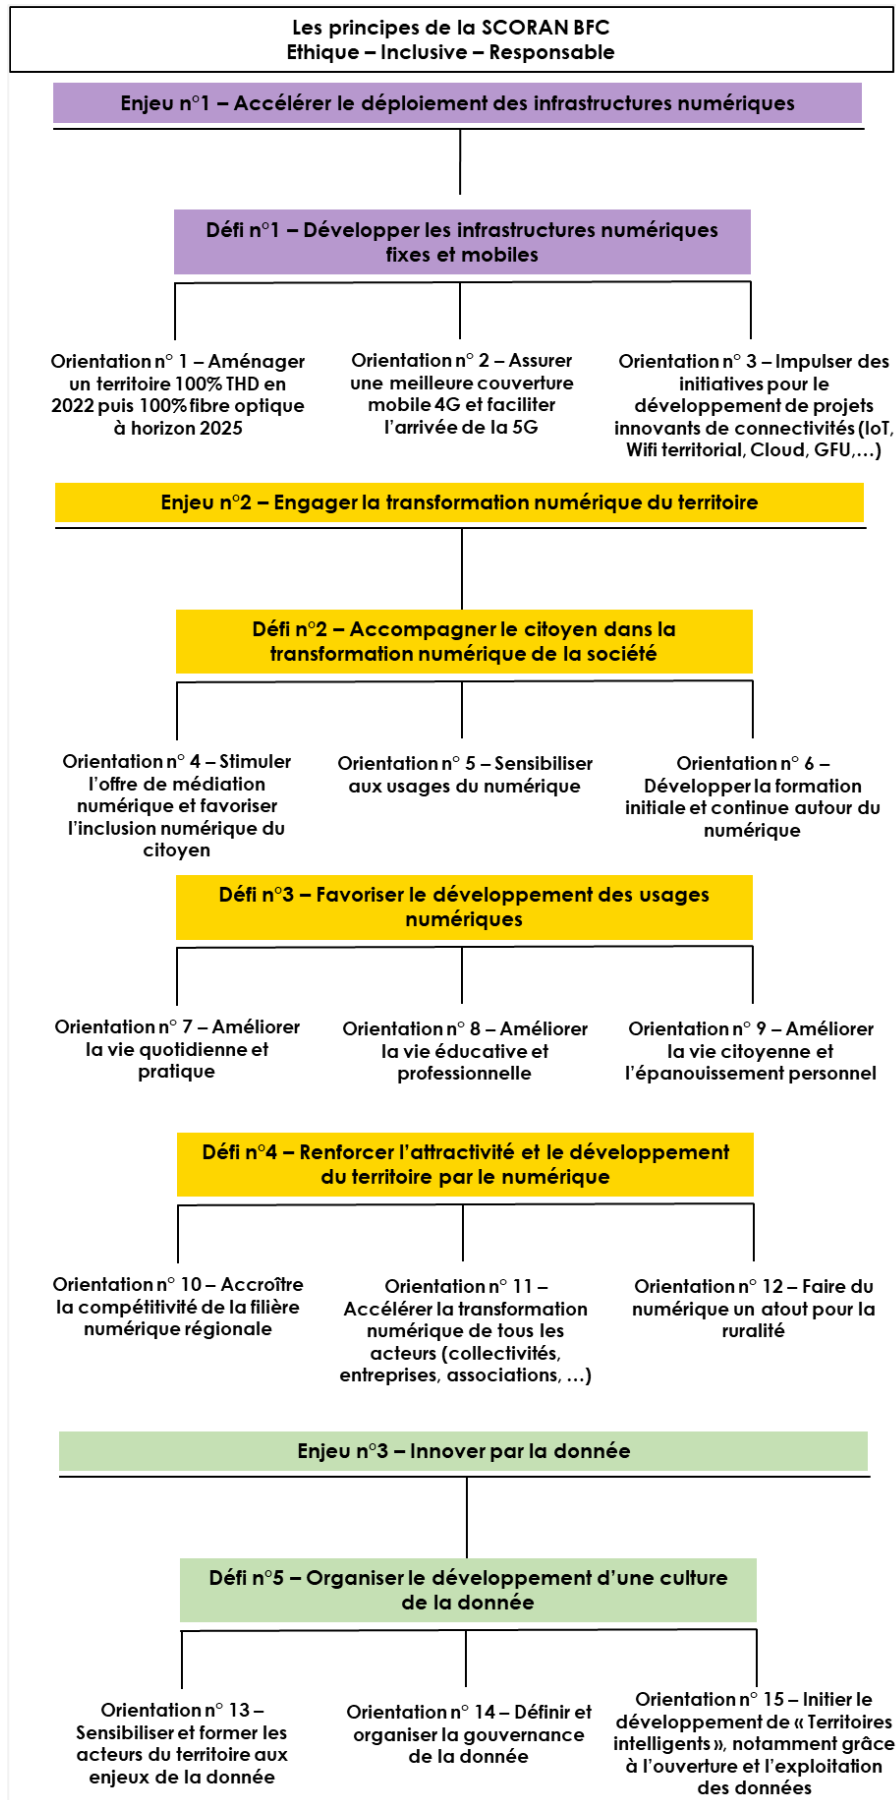 Les principes de la SCORAN BFC
Ethique – Inclusive – Responsable
Enjeu n°1 – Accélérer le déploiement des infrastructures numériques
Défi n°1 – Développer les infrastructures numériques
fixes et mobiles
Orientation n° 1 – Aménager
un territoire 100% THD en
2022 puis 100% fibre optique
à horizon 2025
Orientation n° 2 – Assurer
une meilleure couverture
mobile 4G et faciliter
l’arrivée de la 5G
Orientation n° 3 – Impulser des
initiatives pour le
développement de projets
innovants de connectivités (IoT,
Wifi territorial, Cloud, GFU,…)
Enjeu n°2 – Engager la transformation numérique du territoire
Défi n°2 – Accompagner le citoyen dans la
transformation numérique de la société
Orientation n° 4 – Stimuler
l’offre de médiation
numérique et favoriser
l’inclusion numérique du
citoyen
Orientation n° 5 – Sensibiliser
aux usages du numérique
Orientation n° 6 –
Développer la formation
initiale et continue autour du
numérique
Défi n°3 – Favoriser le développement des usages
numériques
Orientation n° 7 – Améliorer
la vie quotidienne et
pratique
Orientation n° 8 – Améliorer
la vie éducative et
professionnelle
Orientation n° 9 – Améliorer
la vie citoyenne et
l’épanouissement personnel
Défi n°4 – Renforcer l’attractivité et le développement
du territoire par le numérique
Orientation n° 10 – Accroître
la compétitivité de la filière
numérique régionale
Orientation n° 11 –
Accélérer la transformation
numérique de tous les
acteurs (collectivités,
entreprises, associations, …)
Orientation n° 12 – Faire du
numérique un atout pour la
ruralité
Enjeu n°3 – Innover par la donnée
Défi n°5 – Organiser le développement d’une culture
de la donnée
Orientation n° 13 –
Sensibiliser et former les
acteurs du territoire aux
enjeux de la donnée
Orientation n° 14 – Définir et
organiser la gouvernance
de la donnée
Orientation n° 15 – Initier le
développement de « Territoires
intelligents », notamment grâce
à l’ouverture et l’exploitation
des données